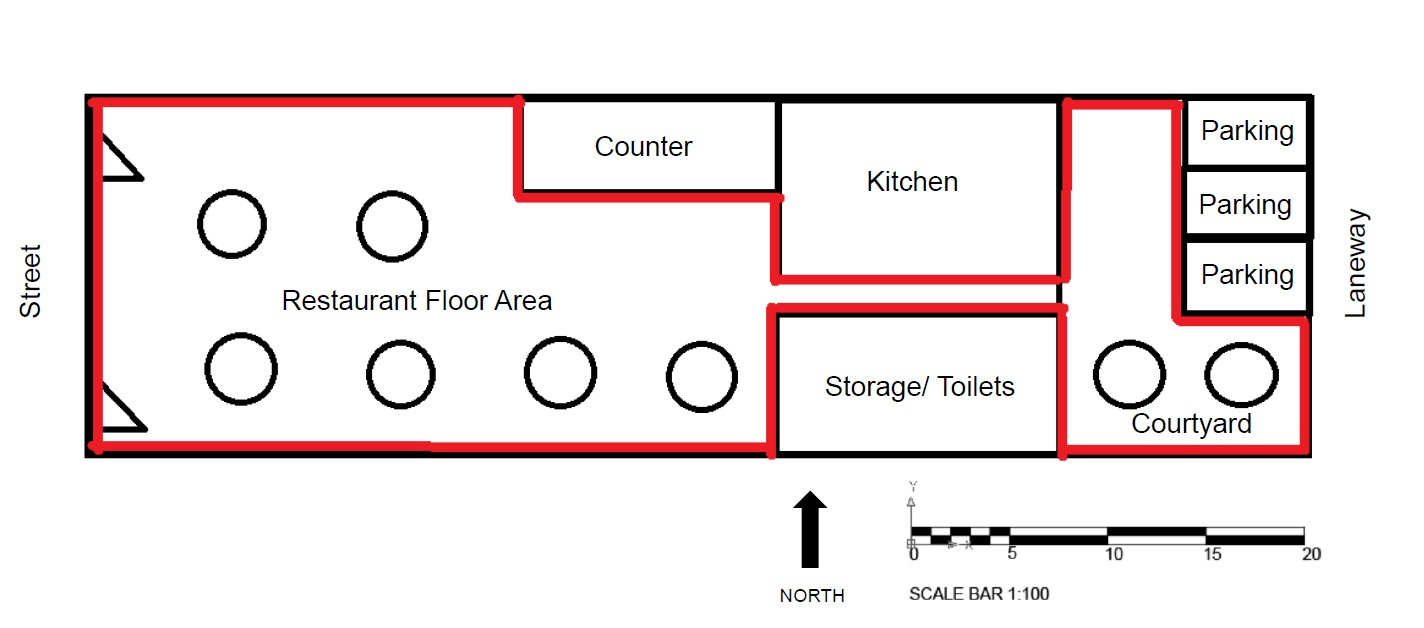 Counter
Kitchen
Parking
Parking
Parking
Street
Restaurant Floor Area
Laneway
Storage/ Toilets
Courtyard
Y
X
0 5 10 15 20
NORTH
SCALE BAR 1:100